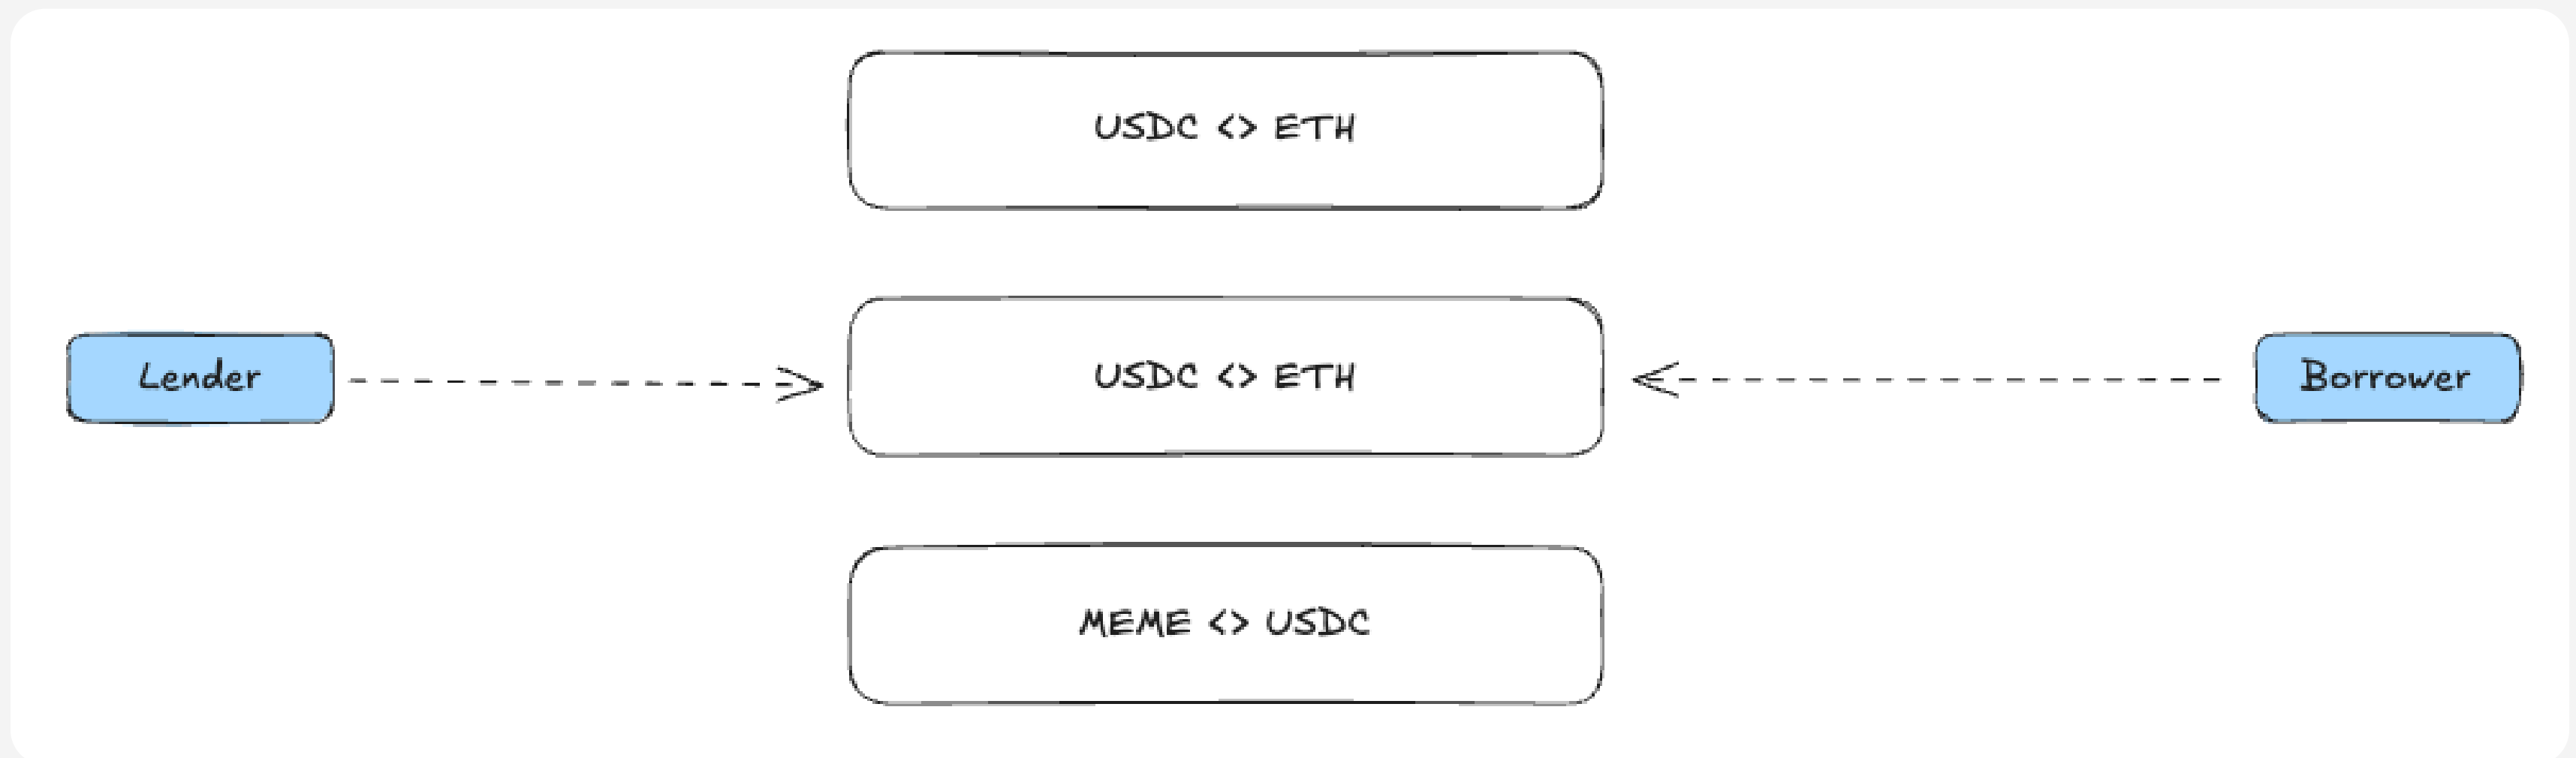 USDC <> ETH
Lender
USDC <> ETH
Borrower
MEME <> USDC